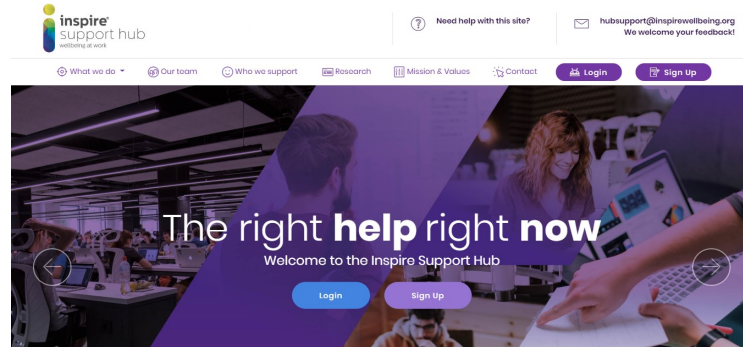 inspire®
support hub
wellbeing at work
Need help with this site?
hubsupport@inspirewellbeing.org
We welcome your feedback!
What we do
Our team
Who we support
Research
Mission & Values
Contact
Login
Sign Up
The right help right now
Welcome to the Inspire Support Hub
Login
Sign Up